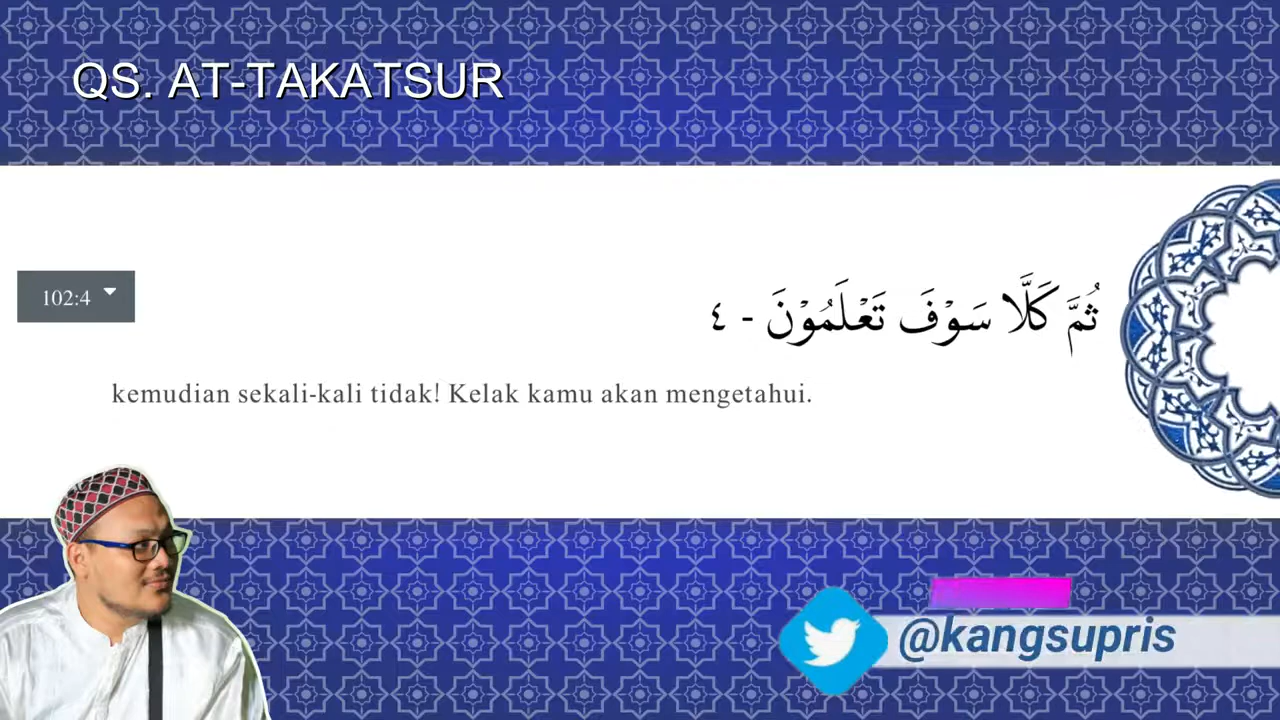 QS. AT-TAKATSUR
102:4
ثُمَّ كَلَّا سَوْفَ تَعْلَمُوْنَ - ٤
kemudian sekali-kali tidak! Kelak kamu akan mengetahui.
@kangsupris